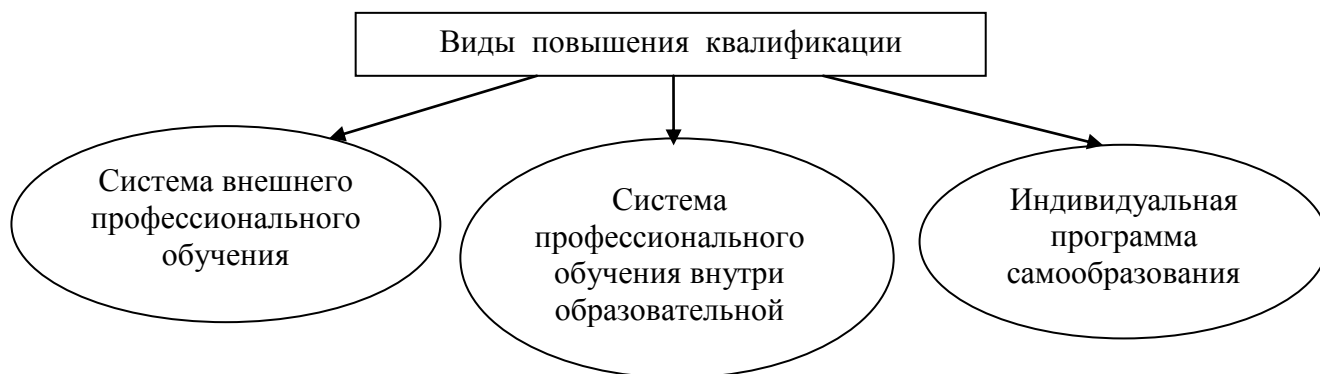 Виды повышения квалификации
Система внешнего
профессионального
обучения
Система
профессионального
обучения внутри
образовательной
Индивидуальная
программа
самообразования